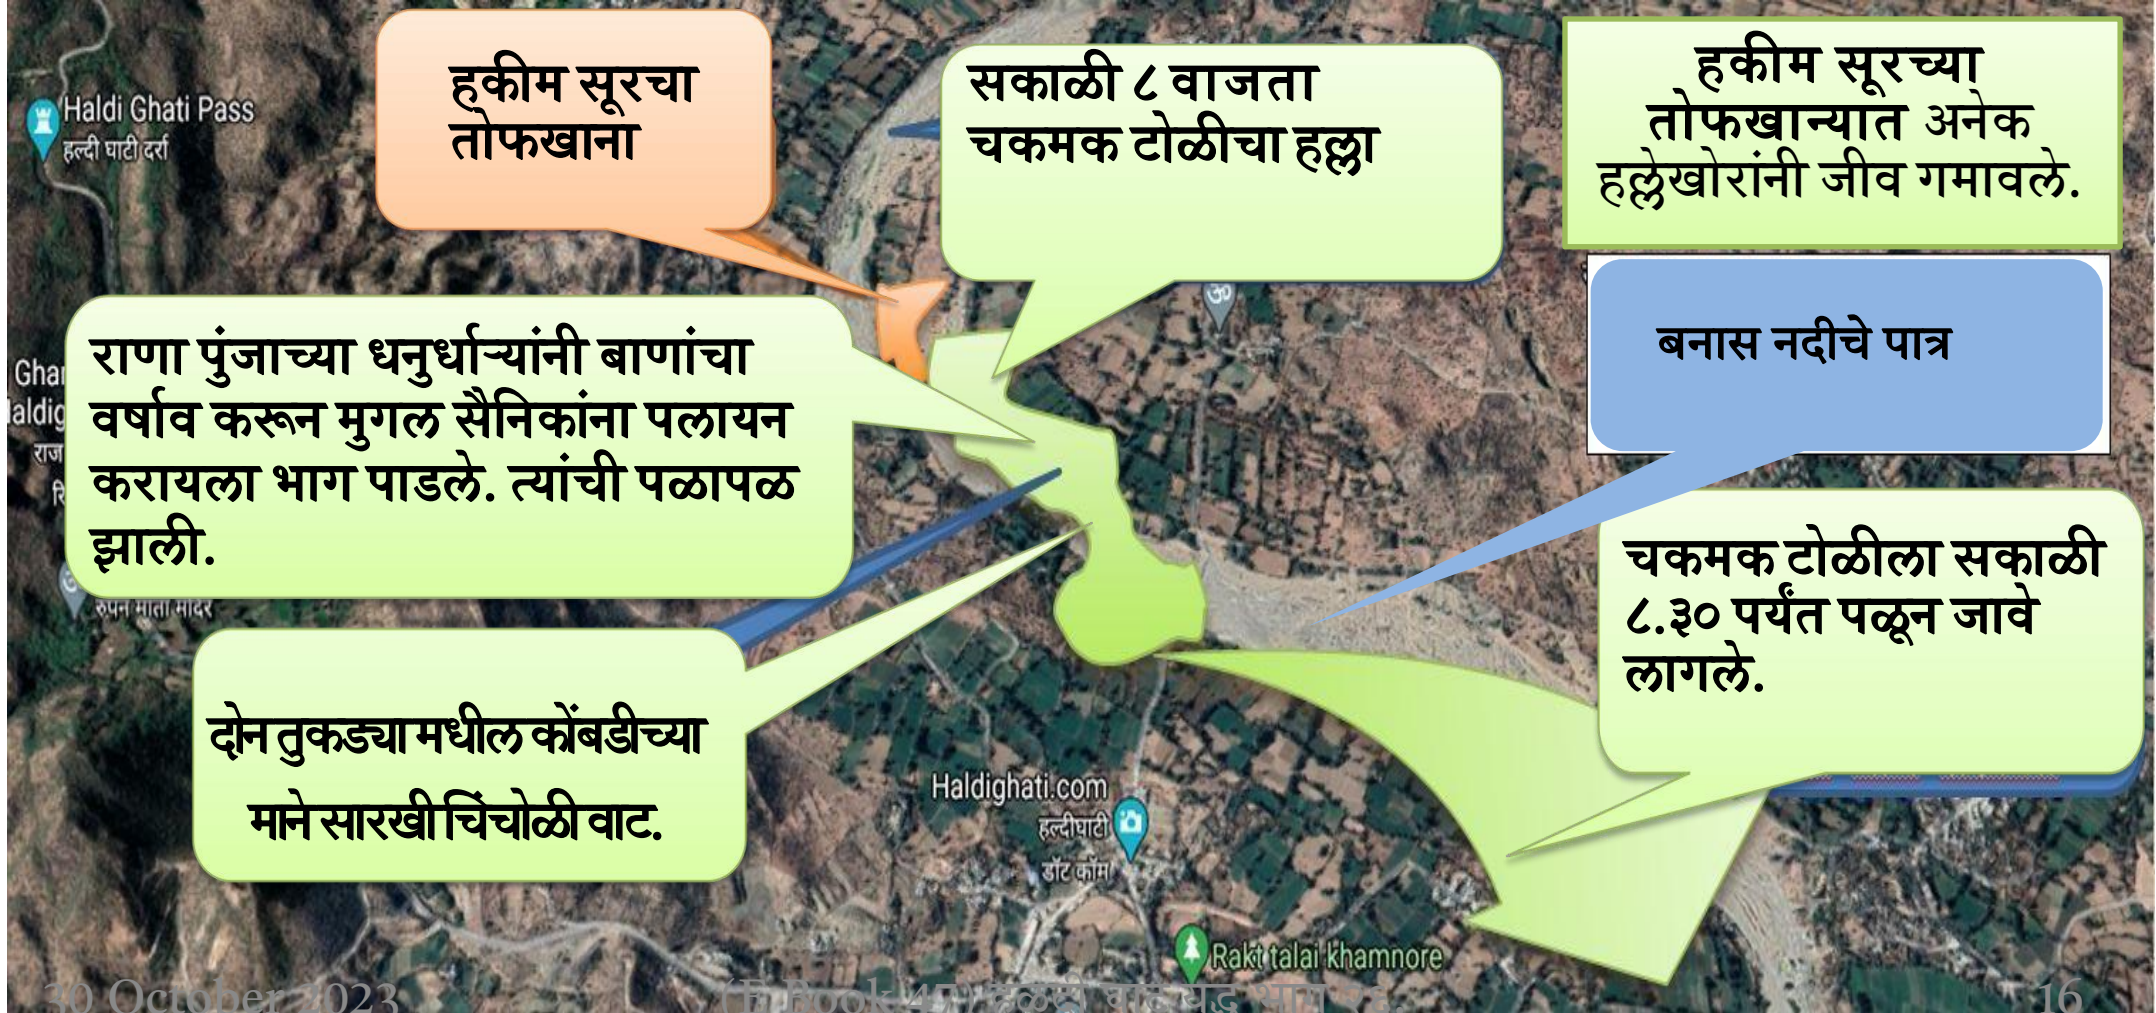 Haldi Ghati Pass
हल्दी घाटी दर्रा
हकीम सूरचा
तोफखाना
सकाळी ८ वाजता
चकमक टोळीचा हल्ला
हकीम सूरच्या
तोफखान्यात अनेक
हल्लेखोरांनी जीव गमावले.
बनास नदीचे पात्र
राणा पुंजाच्या धनुर्धाऱ्यांनी बाणांचा
वर्षाव करून मुगल सैनिकांना पलायन
करायला भाग पाडले. त्यांची पळापळ
झाली.
चकमक टोळीला सकाळी
८.३० पर्यंत पळून जावे
लागले.
दोन तुकड्या मधील कोंबडीच्या
माने सारखी चिंचोळी वाट.
Haldighati.com
हल्दीघाटी
डॉट कॉम
Rakt talai khamnore
30 October 2023
16